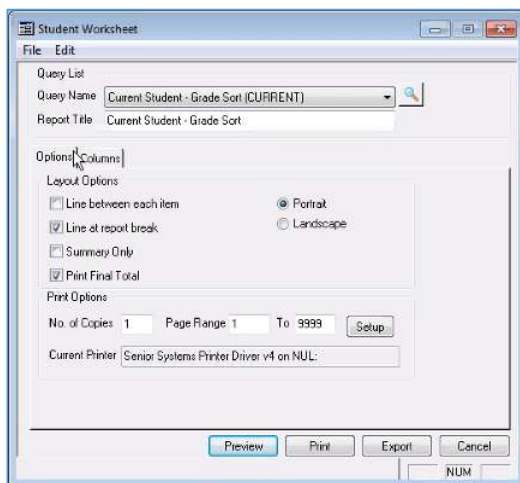 Student Worksheet
File Edit
Query List
Query Name Current Student - Grade Sort (CURRENT)
Report Title Current Student - Grade Sort
Options Columns
Layout Options
Line between each item Portrait
Line at report break Landscape
Summary Only
Print Final Total
Print Options
No. of Copies 1 Page Range 1 To 9999 Setup
Current Printer Senior Systems Printer Driver v4 on NUL:
Preview Print Export Cancel
NUM